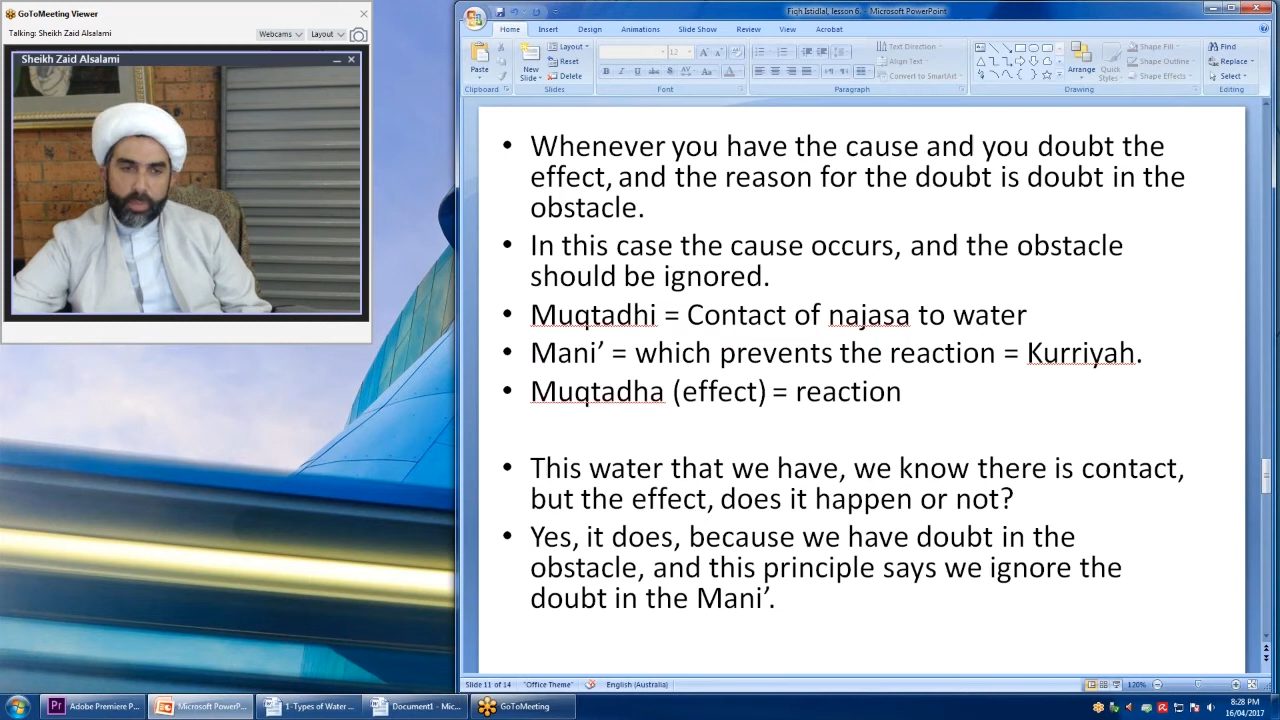 GoToMeeting Viewer
Talking: Sheikh Zaid Alsalami
Webcams
Layout
Sheikh Zaid Alsalami
Fiqh Istidlal, lesson 6. - Microsoft PowerPoint
Home Insert Design Animations Slide Show Review View Acrobat
Paste
Clipboard
New
Slide
Layout
Reset
Delete
Slides
12
Font
Text Direction
Align Text
Convert to SmartArt
Paragraph
Arrange
Quick
Styles
Shape Fill
Shape Outline
Shape Effects
Drawing
Find
Replace
Select
Editing
• Whenever you have the cause and you doubt the
effect, and the reason for the doubt is doubt in the
obstacle.
• In this case the cause occurs, and the obstacle
should be ignored.
• Muqtadhi = Contact of najasa to water
• Mani’ = which prevents the reaction = Kurriyah.
• Muqtadha (effect) = reaction
• This water that we have, we know there is contact,
but the effect, does it happen or not?
• Yes, it does, because we have doubt in the
obstacle, and this principle says we ignore the
doubt in the Mani’.
Slide 11 of 14 "Office Theme" English (Australia) 120%
Adobe Premiere P... Microsoft PowerP... 1-Types of Water ... Document1 - Mic... GoToMeeting
8:28 PM
16/04/2017